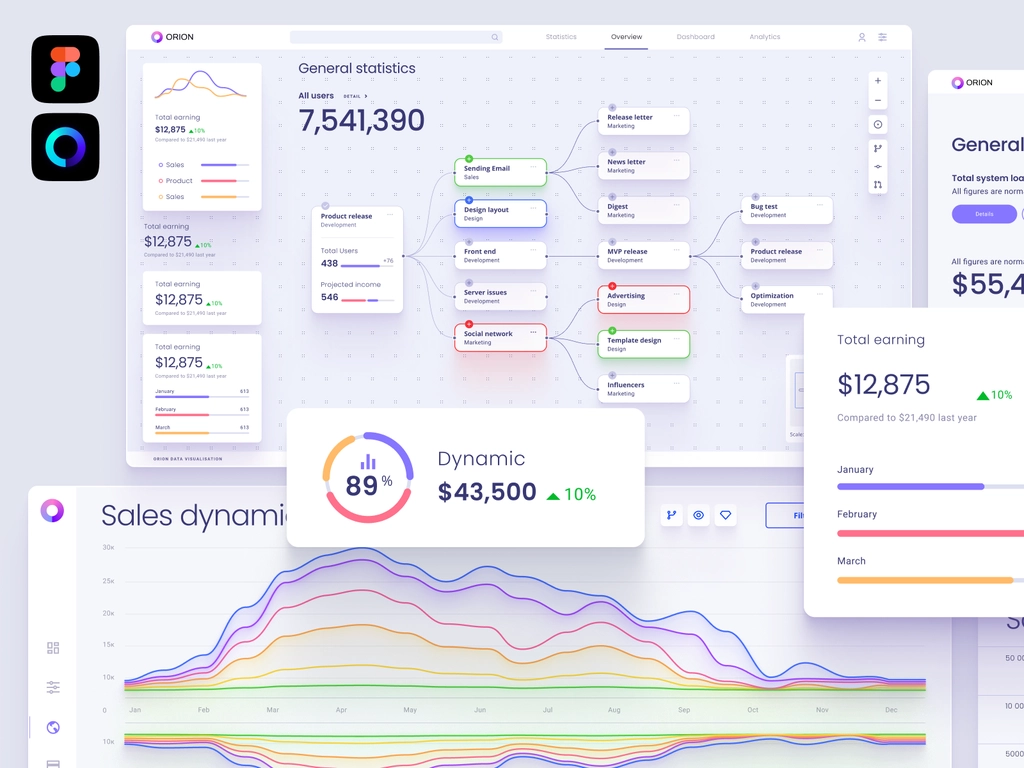 ORION
Statistics
Overview
Dashboard
Analytics
Total earning
$12,875 10%
Compared to $21,490 last year
Sales
Product
Sales
Total earning
$12,875 10%
Compared to $21,490 last year
Total earning
$12,875 10%
Compared to $21,490 last year
Total earning
$12,875 10%
Compared to $21,490 last year
January 613
February 613
March 613
ORION DATA VISUALISATION
General statistics
All users DETAIL
7,541,390
Product release
Development
Total Users
438 +76
Projected income
546
Sending Email
Sales
Design layout
Design
Front end
Development
Server issues
Development
Social network
Marketing
Release letter
Marketing
News letter
Marketing
Digest
Marketing
MVP release
Development
Advertising
Design
Template design
Design
Influencers
Marketing
Bug test
Development
Product release
Development
Optimization
Development
Scale
ORION
General
Total system loa
All figures are norma
Details
All figures are norma
$55,4
Total earning
$12,875 10%
Compared to $21,490 last year
January
February
March
89%
Dynamic
$43,500 10%
Sales dynamic
Filt
30K
25K
20K
15K
10K
0
Jan
Feb
Mar
Apr
May
Jun
Jul
Aug
Sep
Oct
Nov
Dec
10K
50 00
10 00
5000